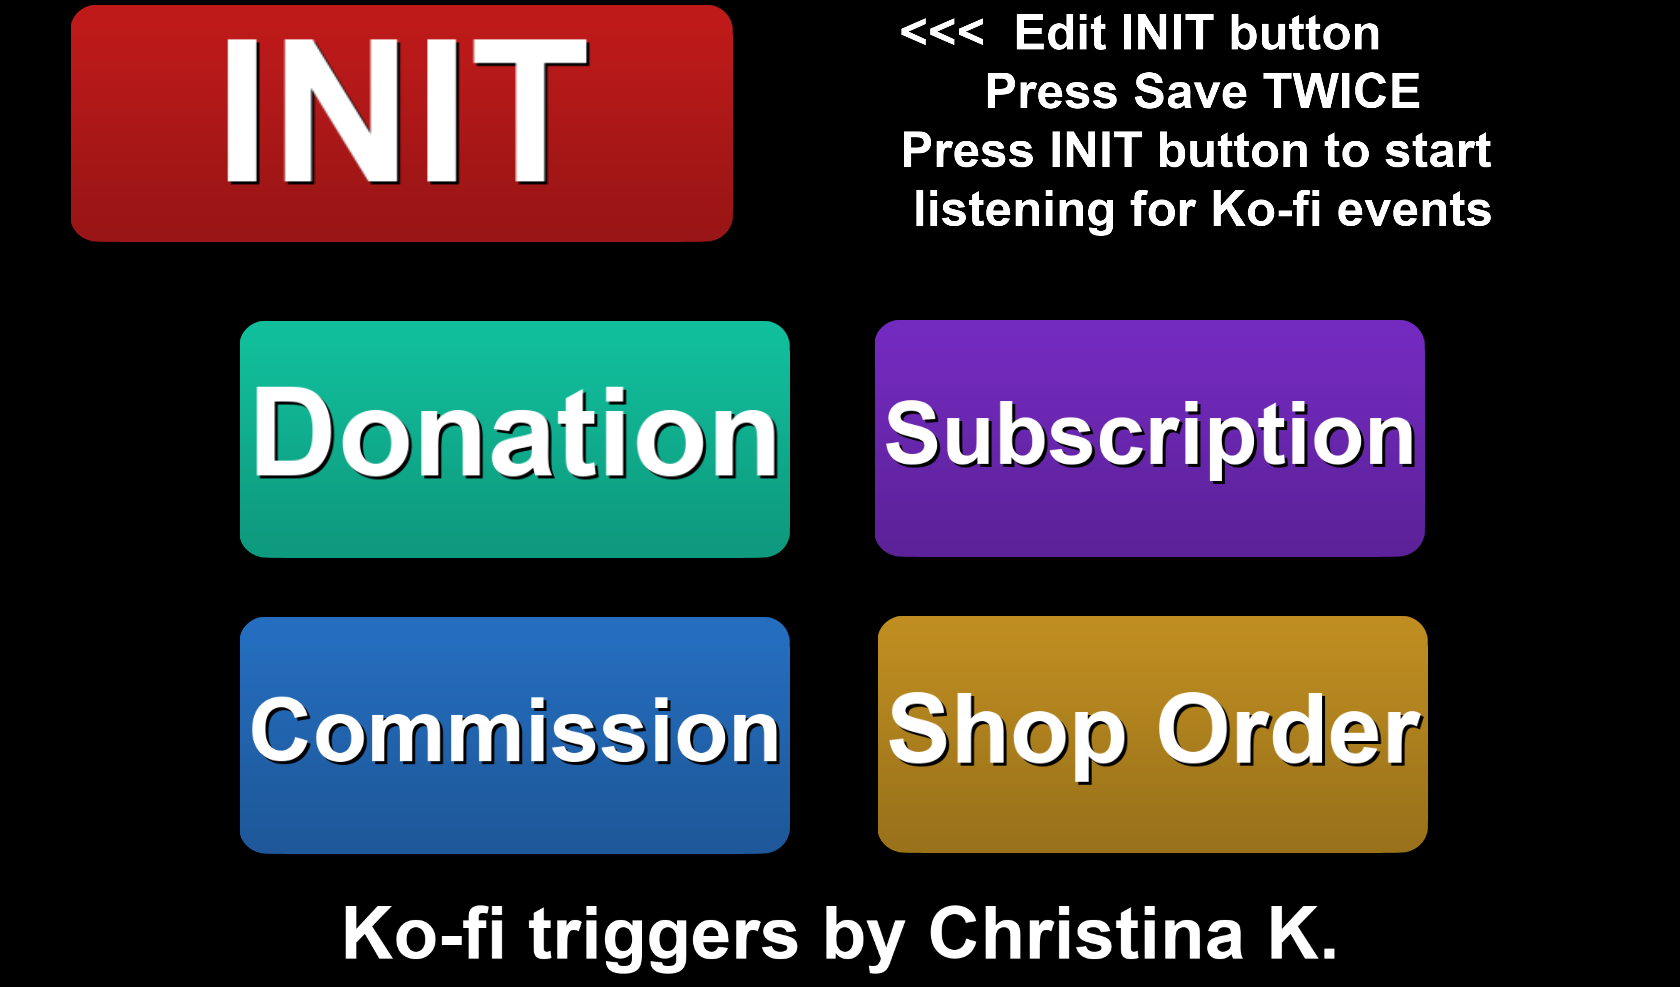 INIT
<<< Edit INIT button
Press Save TWICE
Press INIT button to start
listening for Ko-fi events
Donation
Subscription
Commission
Shop Order
Ko-fi triggers by Christina K.